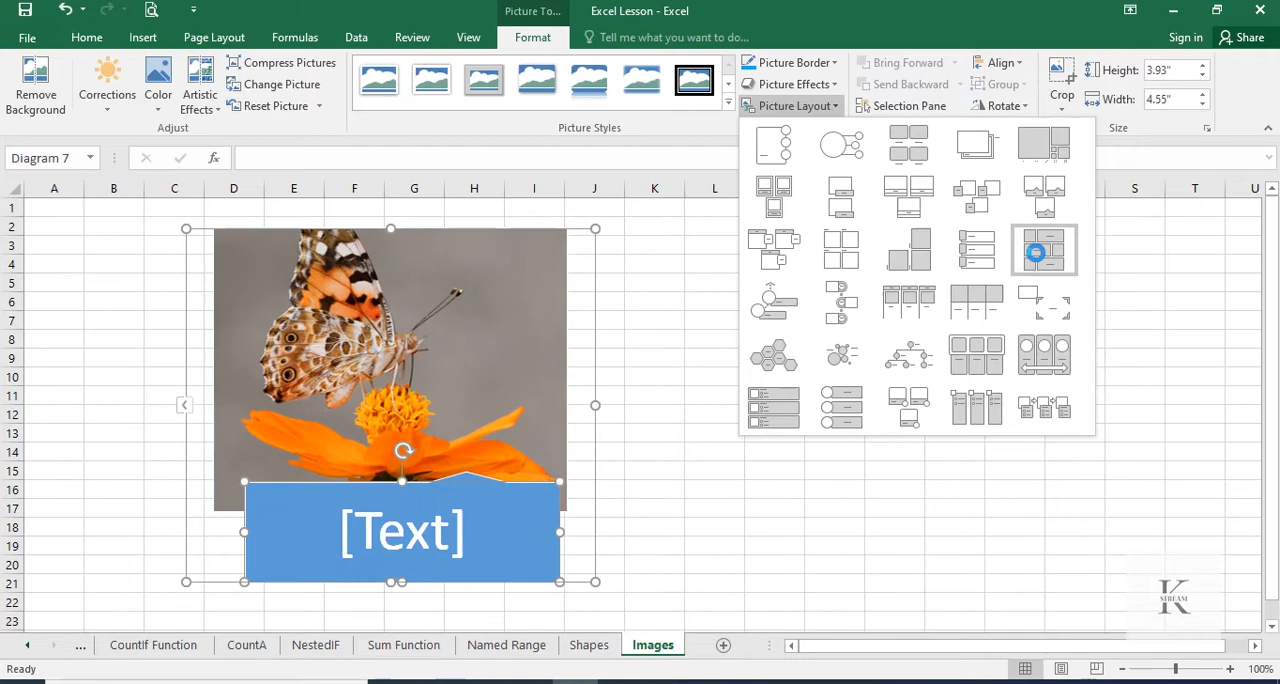 Picture To...
Excel Lesson - Excel
File Home Insert Page Layout Formulas Data Review View Format Tell me what you want to do... Sign in Share
Remove Background
Corrections
Color
Artistic Effects
Compress Pictures
Change Picture
Reset Picture
Adjust
Picture Styles
Picture Border
Picture Effects
Picture Layout
Bring Forward
Send Backward
Selection Pane
Align
Group
Rotate
Crop
Height: 3.93"
Width: 4.55"
Size
Diagram 7
fx
A B C D E F G H I J K L S T U
1
2
3
4
5
6
7
8
9
10
11
12
13
14
15
16
17
18
19
20
21
22
23
[Text]
K
STREAM
... CountIf Function CountA NestedIF Sum Function Named Range Shapes Images
Ready
100%